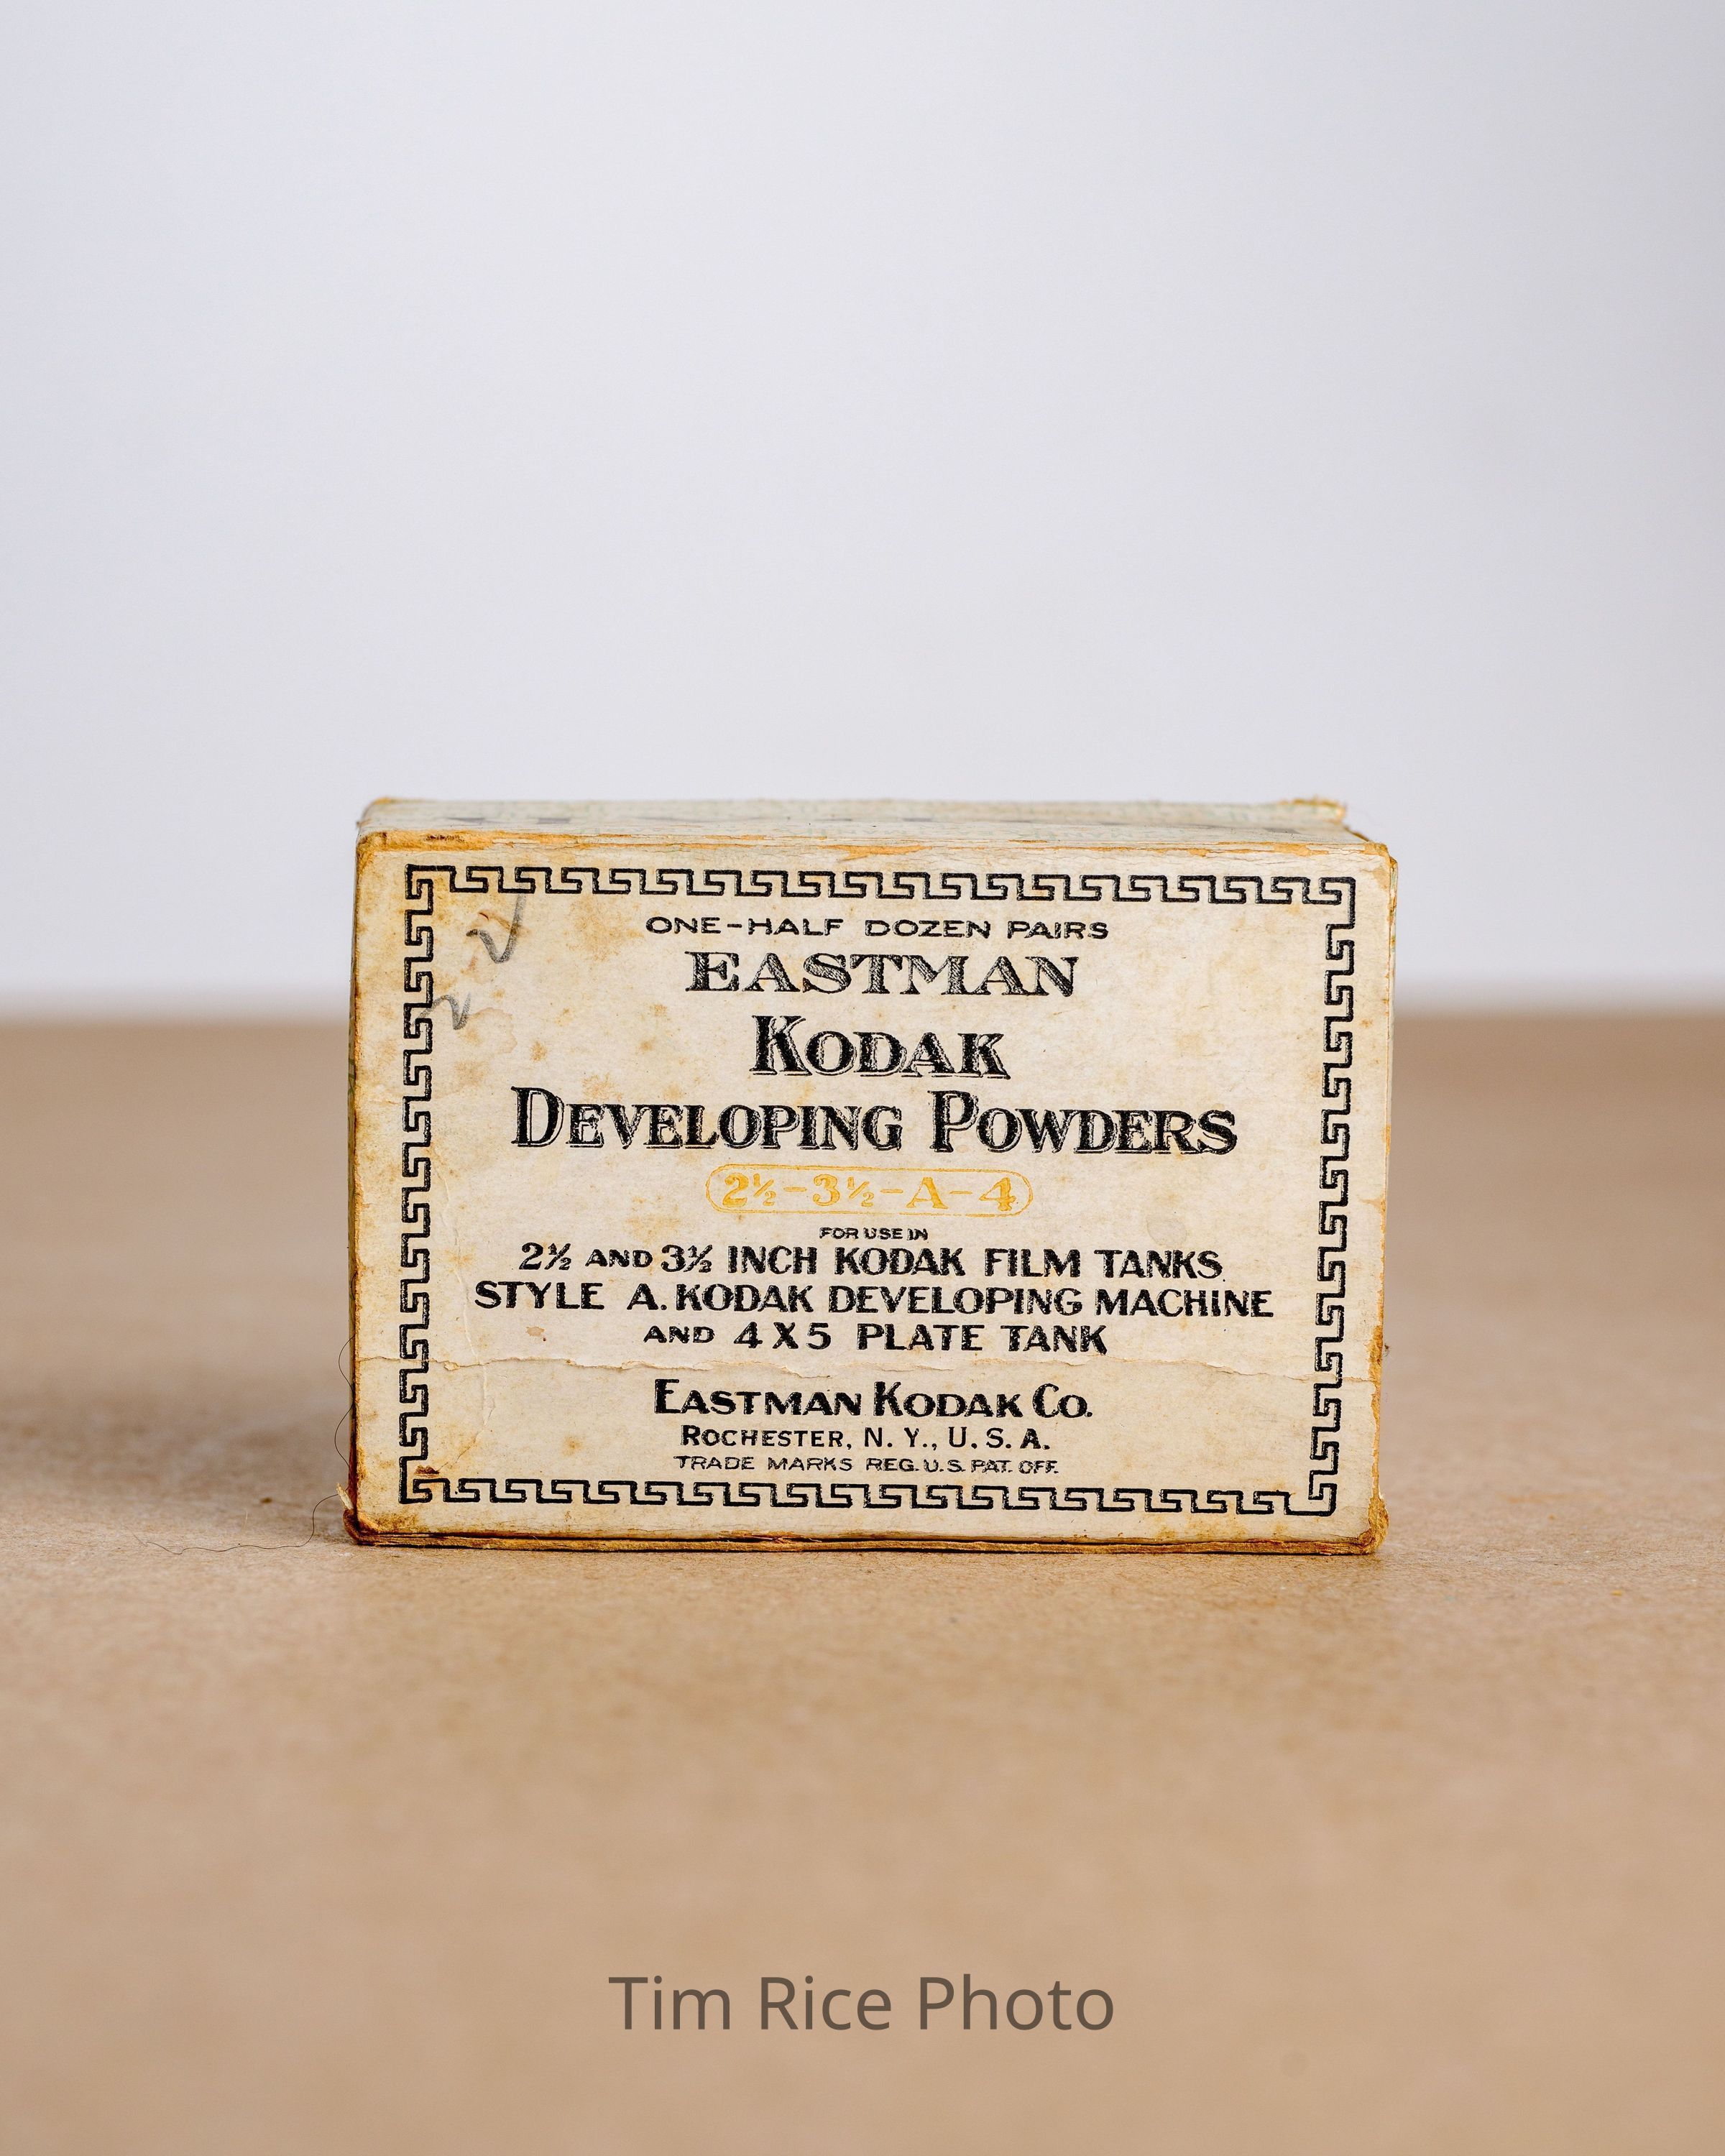 ONE-HALF DOZEN PAIRS
EASTMAN
KODAK
DEVELOPING POWDERS
2½-3½-A-4
FOR USE IN
2½ AND 3½ INCH KODAK FILM TANKS
STYLE A. KODAK DEVELOPING MACHINE
AND 4 X 5 PLATE TANK
EASTMAN KODAK CO.
ROCHESTER, N. Y., U. S. A.
TRADE MARKS REG. U. S. PAT. OFF.
Tim Rice Photo